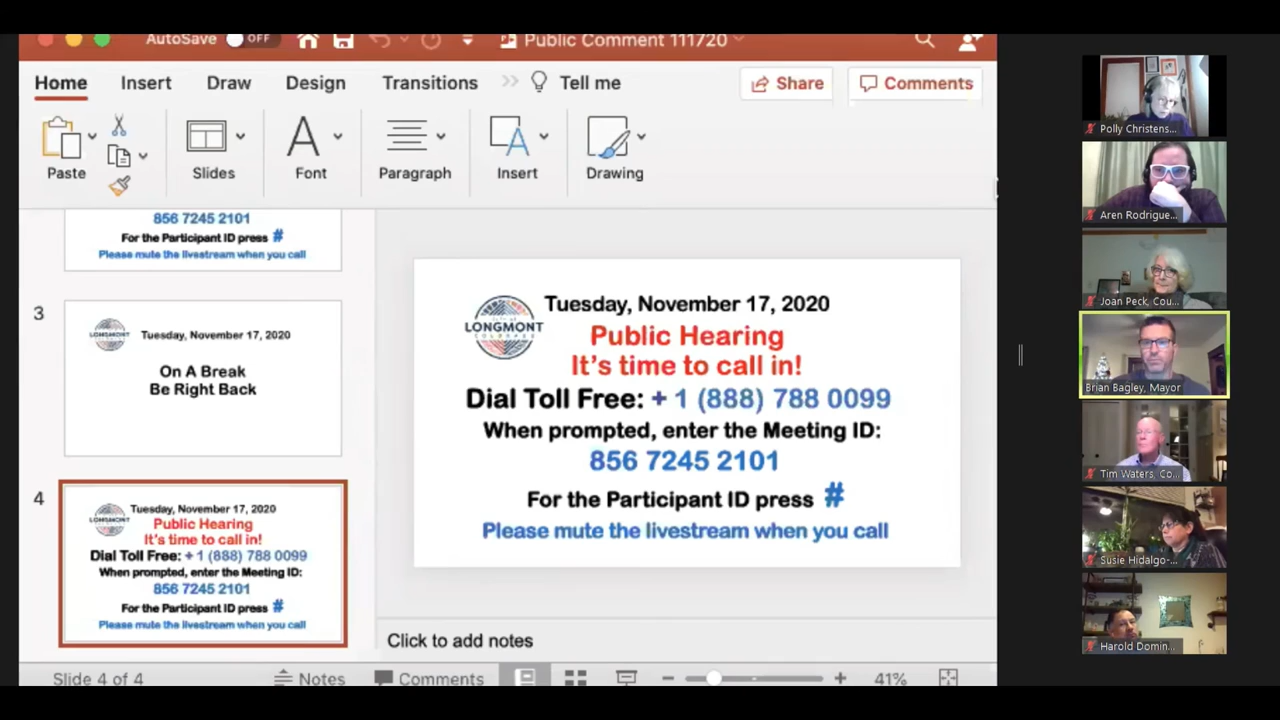 AutoSave OFF
Public Comment 111720
Home Insert Draw Design Transitions >> Tell me
Share Comments
Paste Slides Font Paragraph Insert Drawing
856 7245 2101
For the Participant ID press #
Please mute the livestream when you call
3
LONGMONT
Tuesday, November 17, 2020
On A Break
Be Right Back
4
LONGMONT
Tuesday, November 17, 2020
Public Hearing
It's time to call in!
Dial Toll Free: + 1 (888) 788 0099
When prompted, enter the Meeting ID:
856 7245 2101
For the Participant ID press #
Please mute the livestream when you call
LONGMONT
COLORADO
Tuesday, November 17, 2020
Public Hearing
It's time to call in!
Dial Toll Free: + 1 (888) 788 0099
When prompted, enter the Meeting ID:
856 7245 2101
For the Participant ID press #
Please mute the livestream when you call
Click to add notes
Slide 4 of 4 Notes Comments 41%
Polly Christens...
Aren Rodrigue...
Joan Peck, Cou...
Brian Bagley, Mayor
Tim Waters, Co...
Susie Hidalgo-...
Harold Domin...